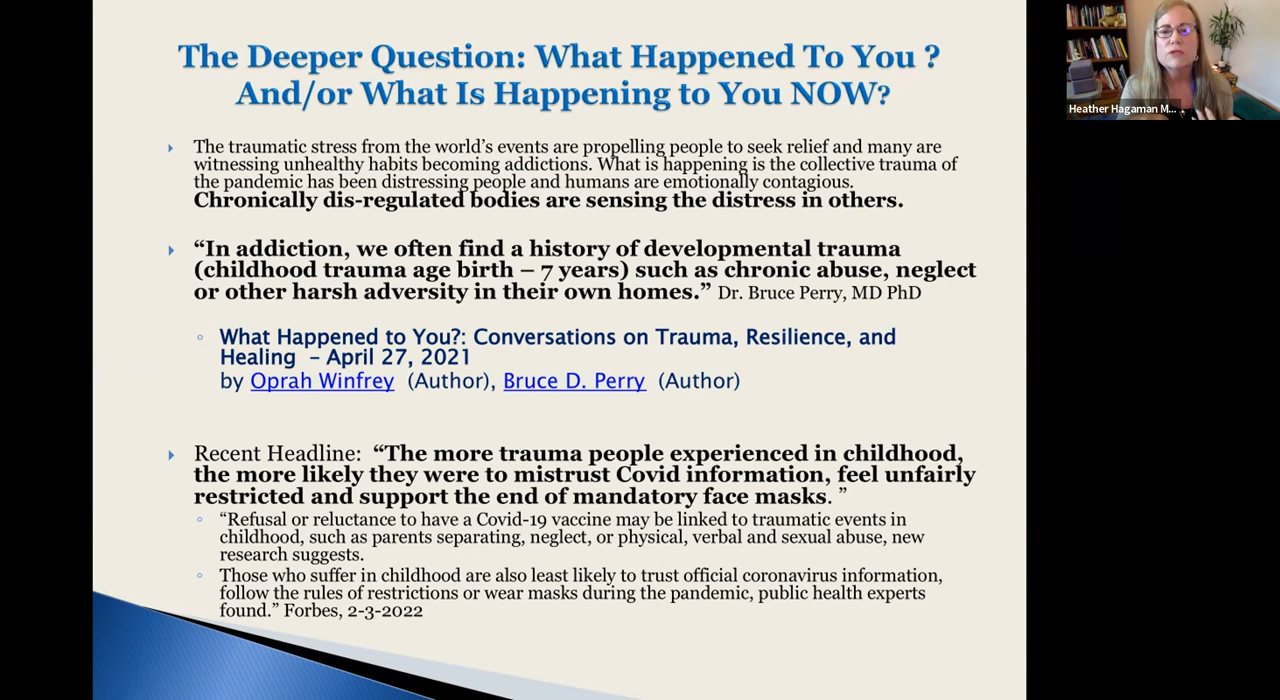 The Deeper Question: What Happened To You ?
And/or What Is Happening to You NOW?
Heather Hagaman M...
The traumatic stress from the world’s events are propelling people to seek relief and many are
witnessing unhealthy habits becoming addictions. What is happening is the collective trauma of
the pandemic has been distressing people and humans are emotionally contagious.
Chronically dis-regulated bodies are sensing the distress in others.
“In addiction, we often find a history of developmental trauma
(childhood trauma age birth – 7 years) such as chronic abuse, neglect
or other harsh adversity in their own homes.” Dr. Bruce Perry, MD PhD
What Happened to You?: Conversations on Trauma, Resilience, and
Healing – April 27, 2021
by Oprah Winfrey (Author), Bruce D. Perry (Author)
Recent Headline: “The more trauma people experienced in childhood,
the more likely they were to mistrust Covid information, feel unfairly
restricted and support the end of mandatory face masks. ”
“Refusal or reluctance to have a Covid-19 vaccine may be linked to traumatic events in
childhood, such as parents separating, neglect, or physical, verbal and sexual abuse, new
research suggests.
Those who suffer in childhood are also least likely to trust official coronavirus information,
follow the rules of restrictions or wear masks during the pandemic, public health experts
found.” Forbes, 2-3-2022